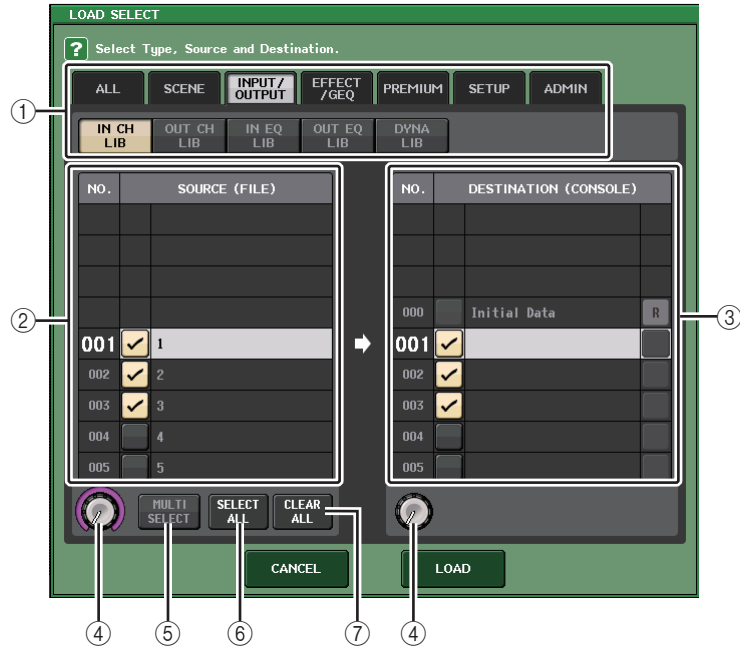 LOAD SELECT
? Select Type, Source and Destination.
ALL SCENE INPUT/ OUTPUT EFFECT /GEQ PREMIUM SETUP ADMIN
①
IN CH LIB OUT CH LIB IN EQ LIB OUT EQ LIB DYNA LIB
NO. SOURCE (FILE) NO. DESTINATION (CONSOLE)
② 000 Initial Data R ③
001 1 001
002 2 002
003 3 003
004 4 004
005 5 005
MULTI SELECT SELECT ALL CLEAR ALL
CANCEL LOAD
④ ⑤ ⑥ ⑦ ④